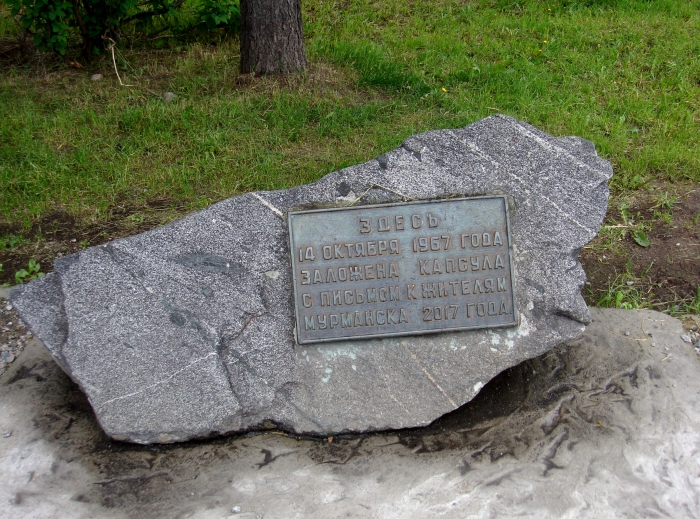 ЗДЕСЬ
14 ОКТЯБРЯ 1967 ГОДА
ЗАЛОЖЕНА КАПСУЛА
С ПИСЬМОМ К ЖИТЕЛЯМ
МУРМАНСКА 2017 ГОДА